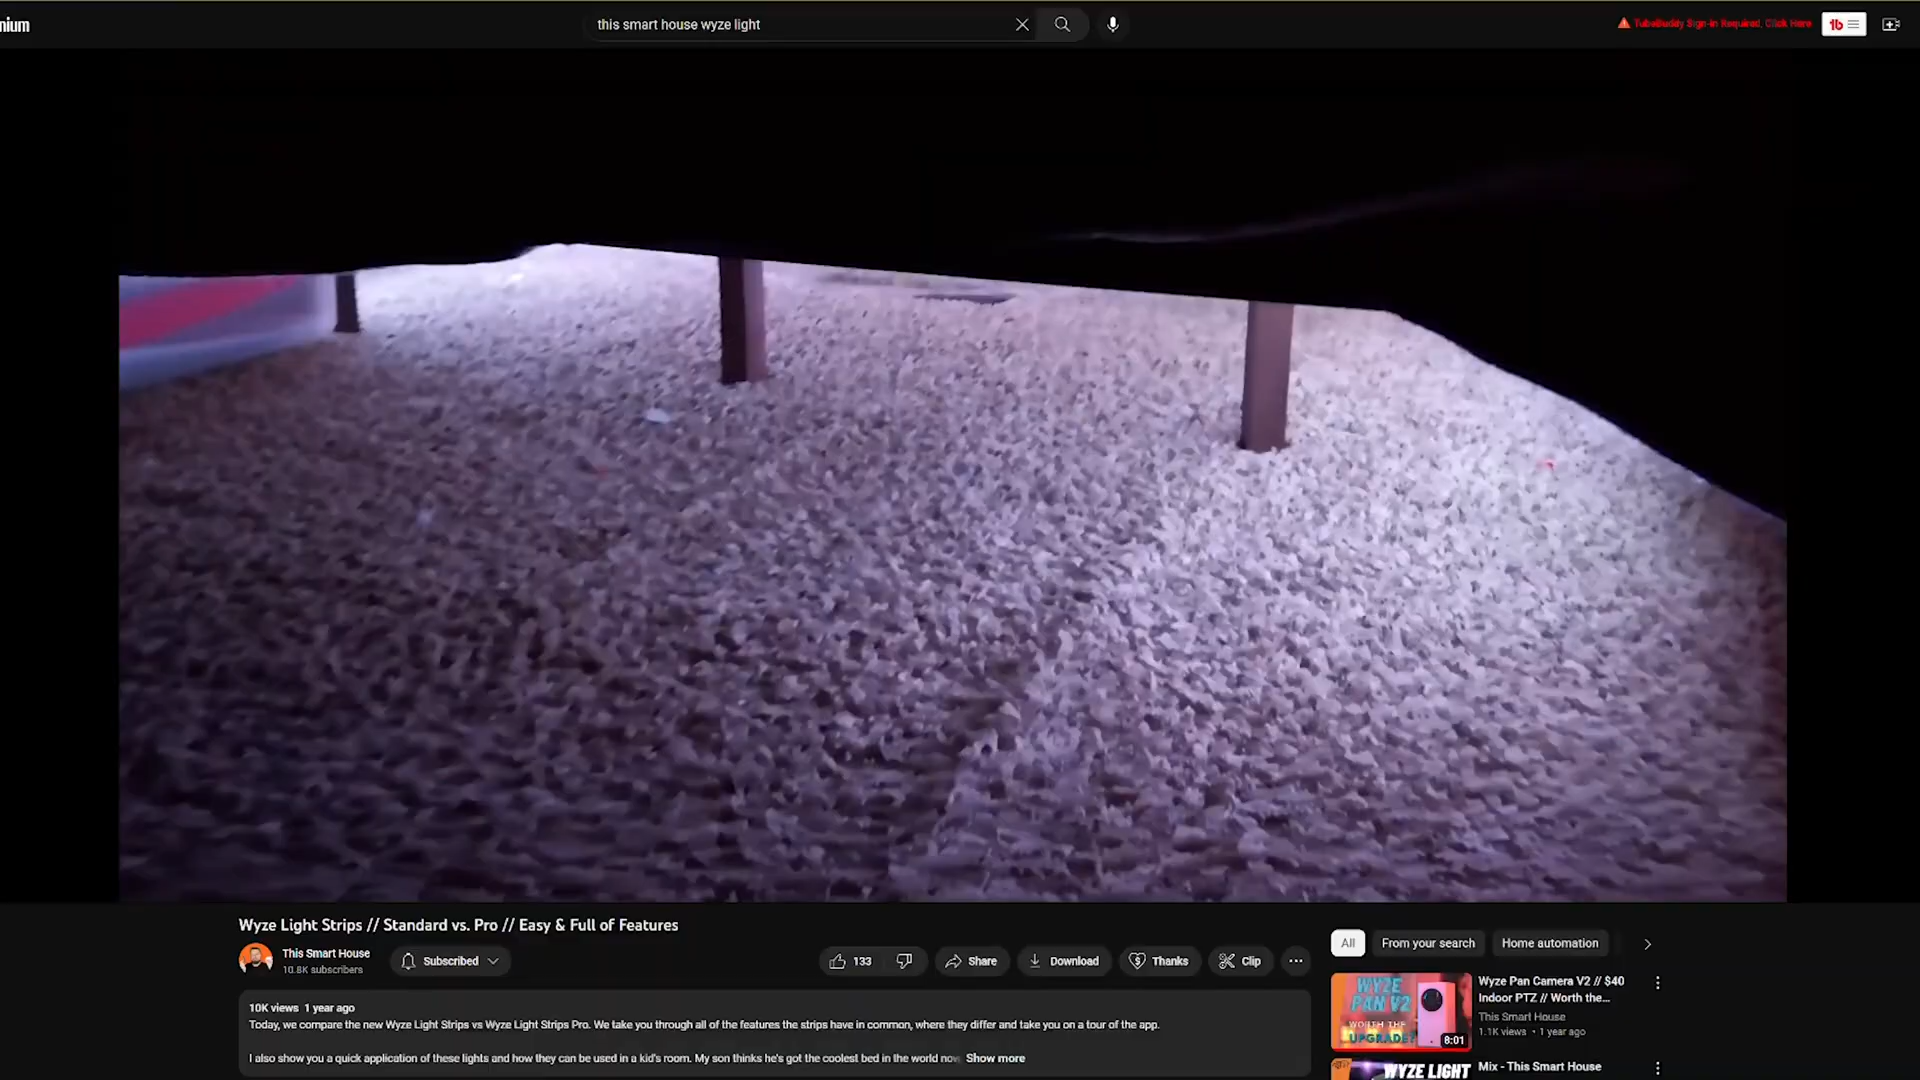 nium
this smart house wyze light
TubeBuddy Sign-in Required, Click Here
tb
Wyze Light Strips // Standard vs. Pro // Easy & Full of Features
This Smart House
10.8K subscribers
Subscribed
133
Share
Download
Thanks
Clip
10K views 1 year ago
Today, we compare the new Wyze Light Strips vs Wyze Light Strips Pro. We take you through all of the features the strips have in common, where they differ and take you on a tour of the app.
I also show you a quick application of these lights and how they can be used in a kid's room. My son thinks he's got the coolest bed in the world now Show more
All
From your search
Home automation
WYZE
PAN V2
WORTH THE
UPGRADE?
8:01
Wyze Pan Camera V2 // $40
Indoor PTZ // Worth the...
This Smart House
1.1K views • 1 year ago
WYZE LIGHT
Mix - This Smart House